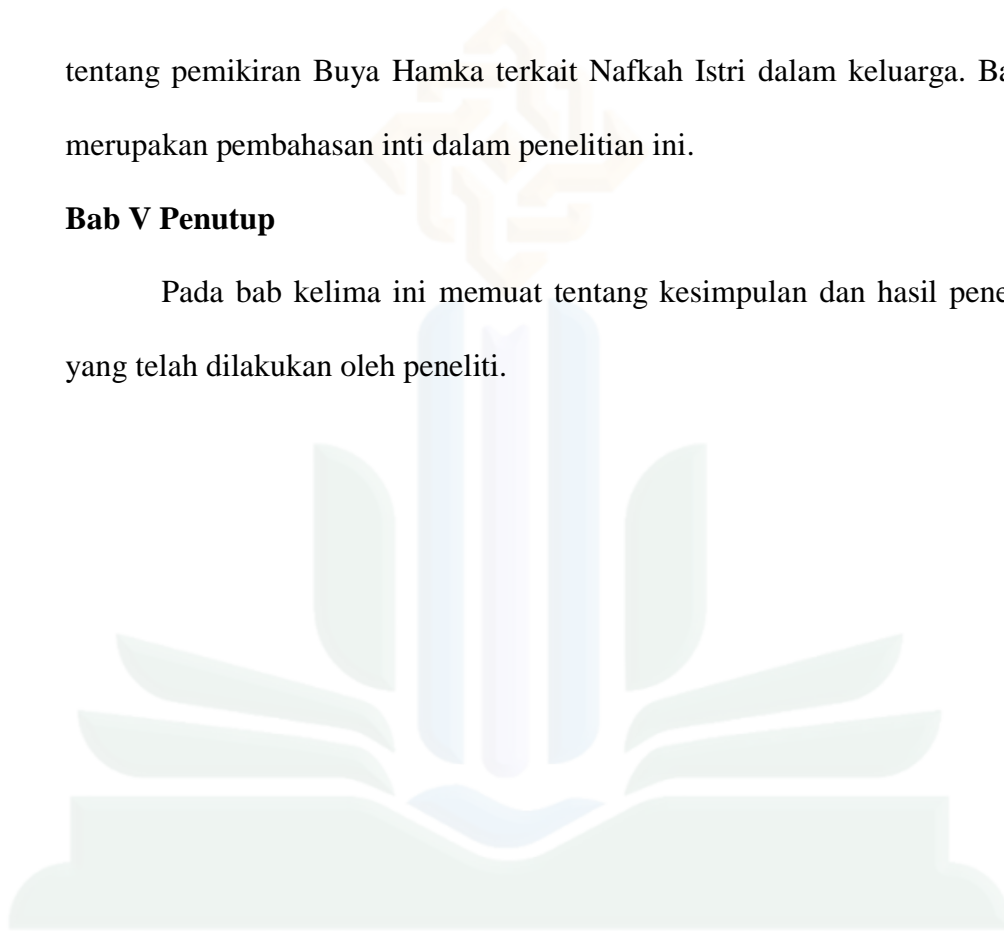 tentang pemikiran Buya Hamka terkait Nafkah Istri dalam keluarga. Ba
merupakan pembahasan inti dalam penelitian ini.
Bab V Penutup
Pada bab kelima ini memuat tentang kesimpulan dan hasil pene
yang telah dilakukan oleh peneliti.